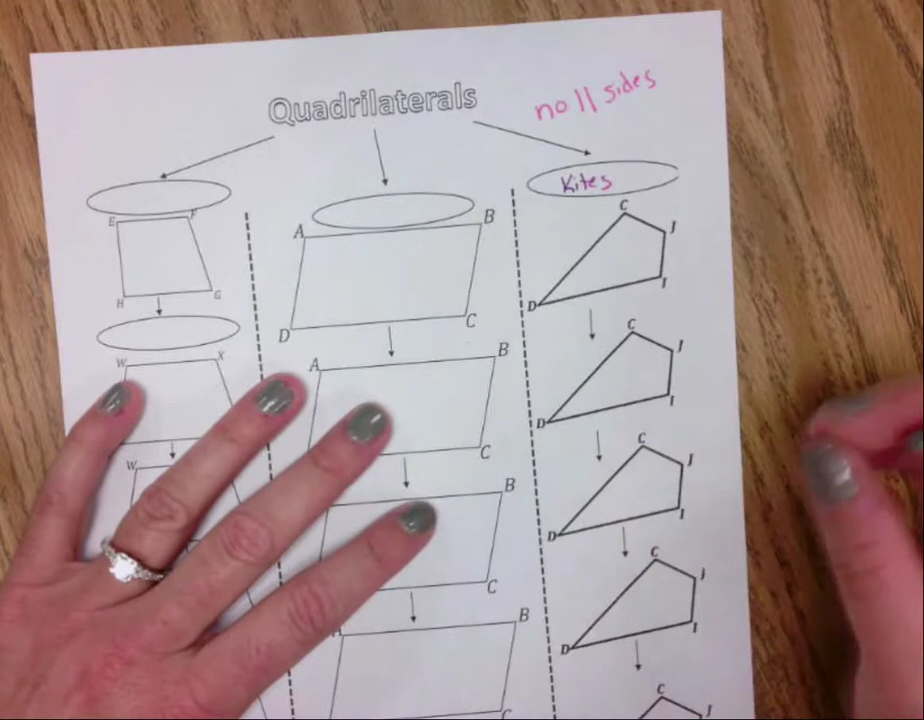 Quadrilaterals
no || sides
Kites
E F
H G
W X
W
A B
D C
A B
C
B
C
A B
C
C J
D I
C J
D I
C J
D I
C J
D I
C J